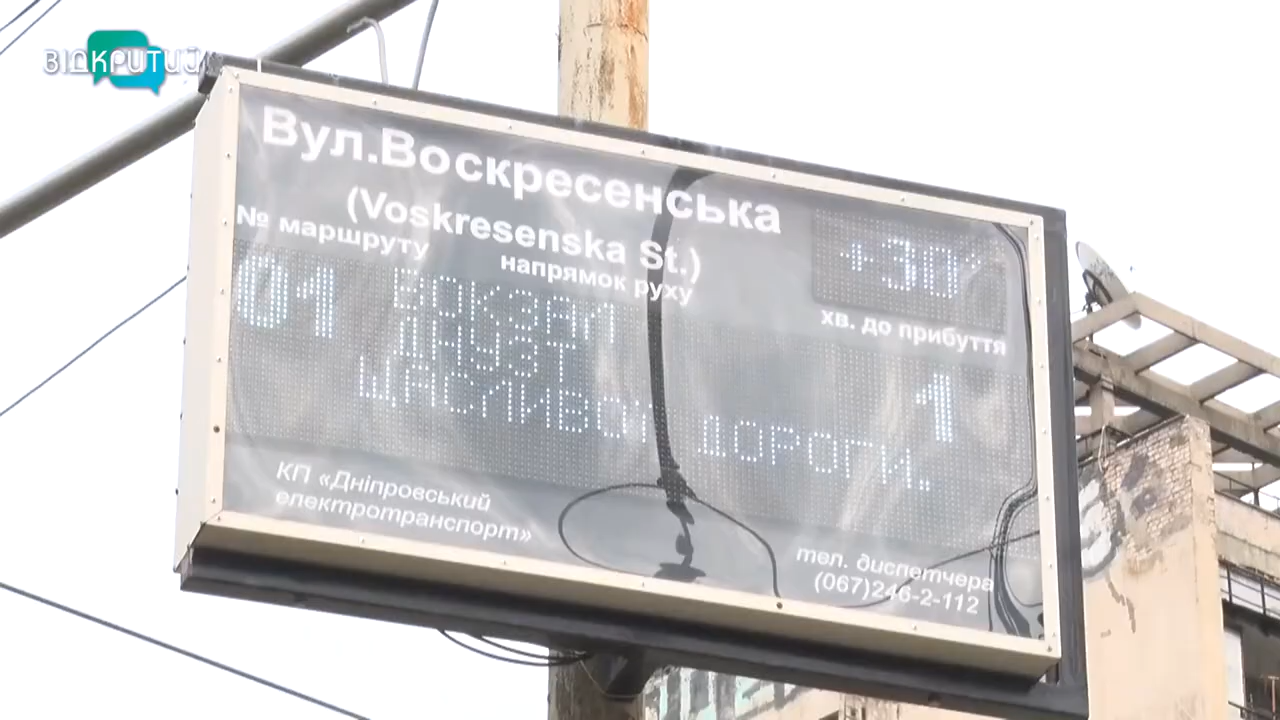 ВІДКРИТИЙ
Вул.Воскресенська
(Voskresenska St.)
№ маршруту
напрямок руху
+30°
хв. до прибуття
01 ВОКЗАЛ
ДНУЗТ
1
ЩАСЛИВОЇ ДОРОГИ.
КП «Дніпровський
електротранспорт»
тел. диспетчера
(067)246-2-112